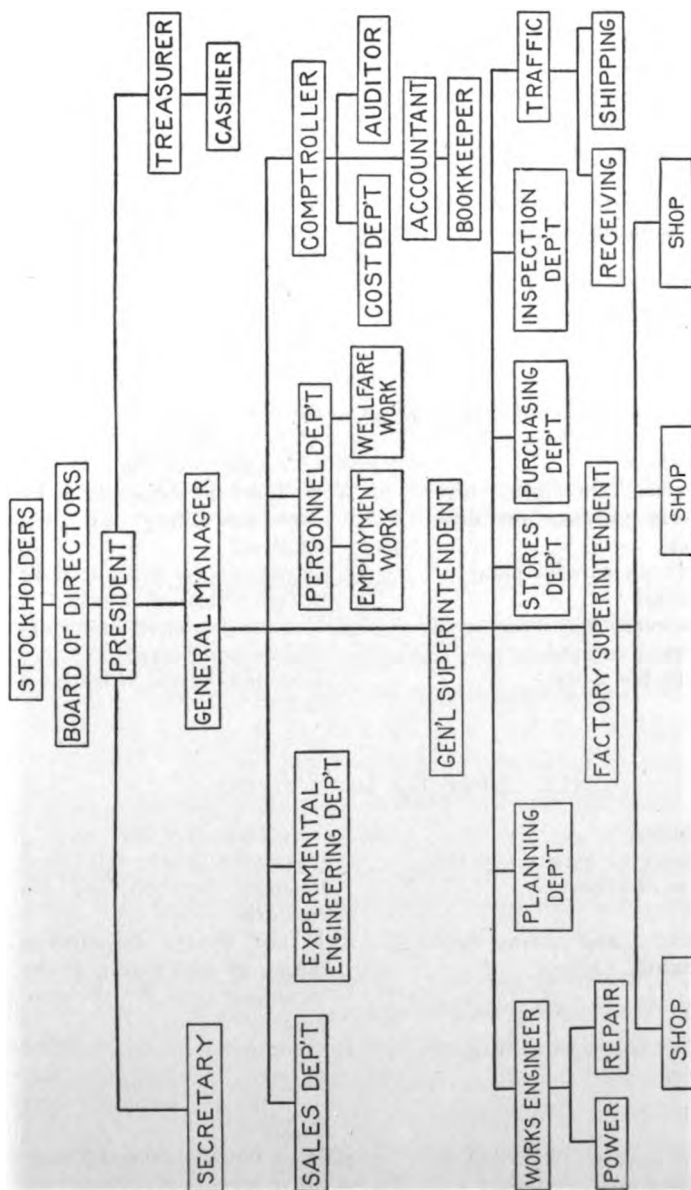 STOCKHOLDERS
BOARD OF DIRECTORS
PRESIDENT
SECRETARY
GENERAL MANAGER
TREASURER
CASHIER
SALES DEP'T
EXPERIMENTAL
ENGINEERING DEP'T
PERSONNEL DEP'T
EMPLOYMENT
WORK
WELLFARE
WORK
COMPTROLLER
COST DEP'T
AUDITOR
ACCOUNTANT
BOOKKEEPER
GEN'L SUPERINTENDENT
WORKS ENGINEER
POWER
REPAIR
PLANNING
DEP'T
STORES
DEP'T
PURCHASING
DEP'T
INSPECTION
DEP'T
TRAFFIC
RECEIVING
SHIPPING
FACTORY SUPERINTENDENT
SHOP
SHOP
SHOP